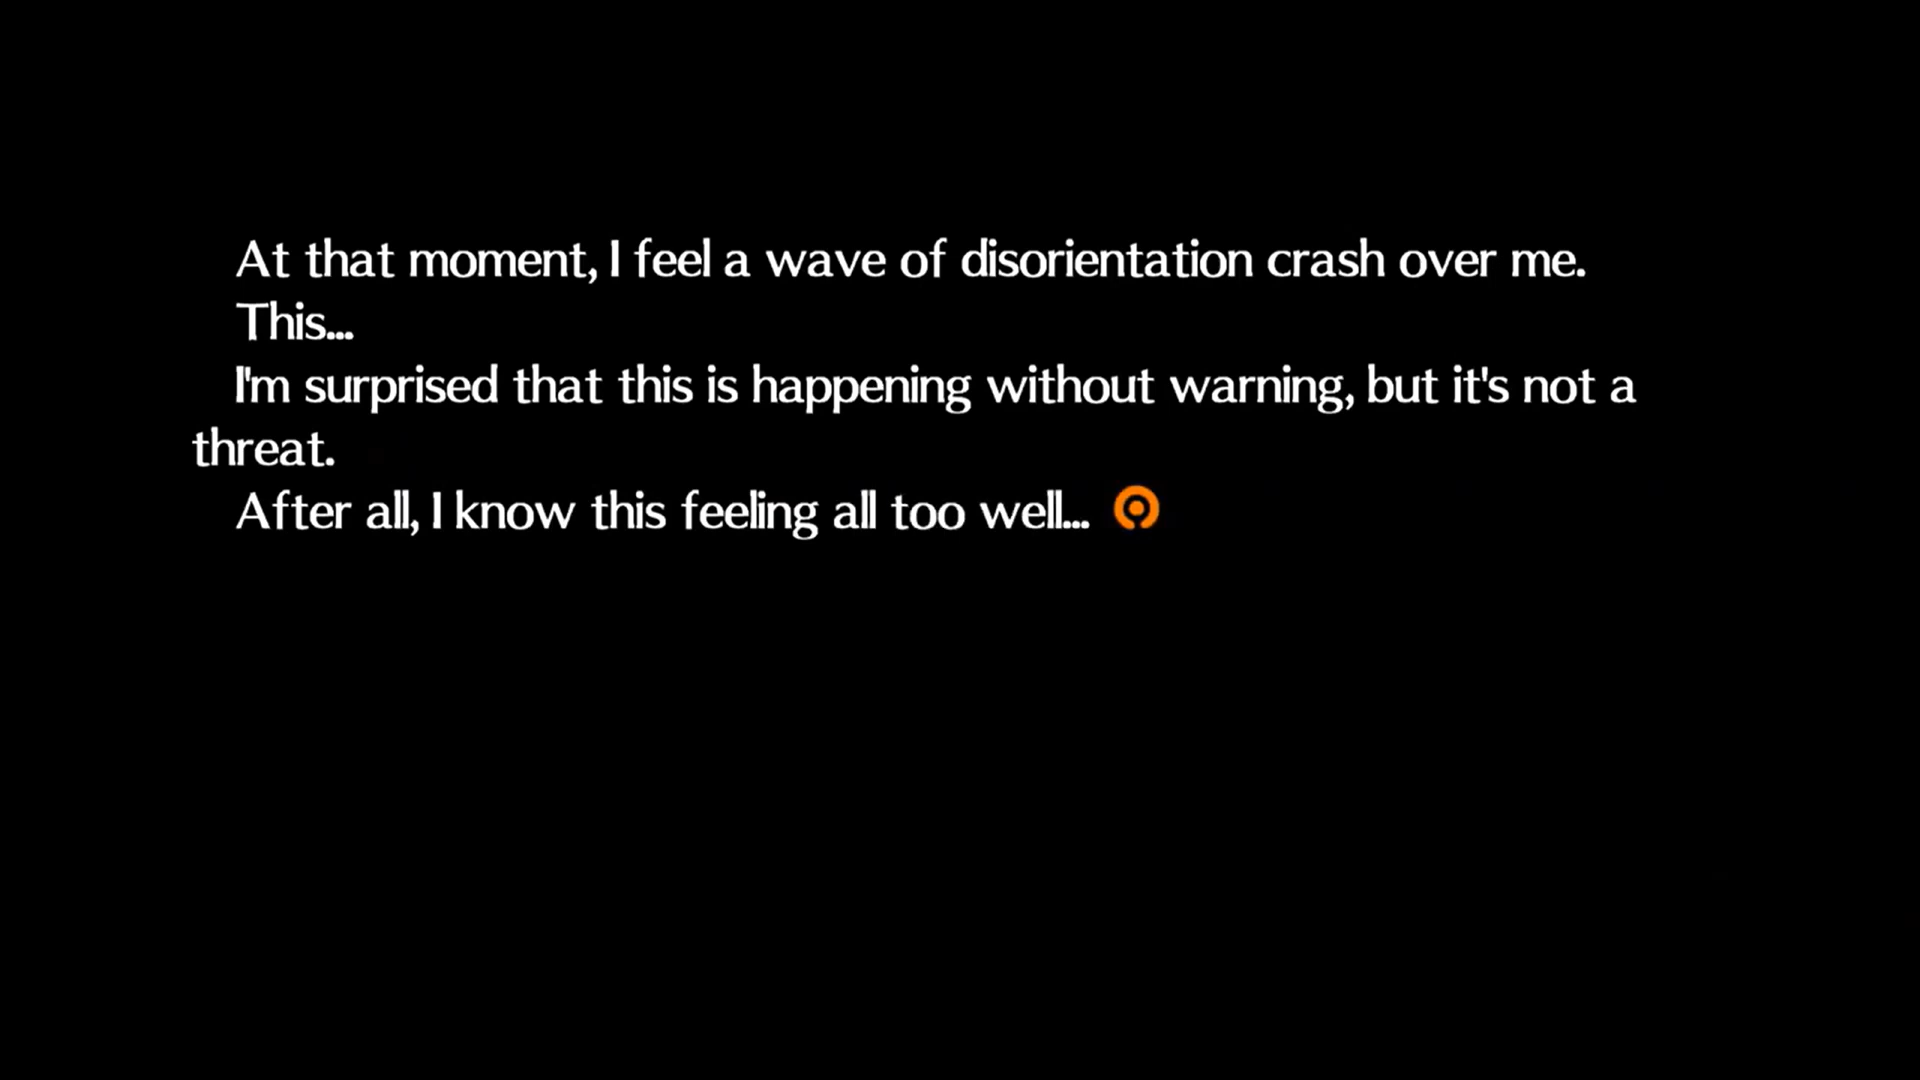 At that moment, I feel a wave of disorientation crash over me.
This...
I'm surprised that this is happening without warning, but it's not a
threat.
After all, I know this feeling all too well...